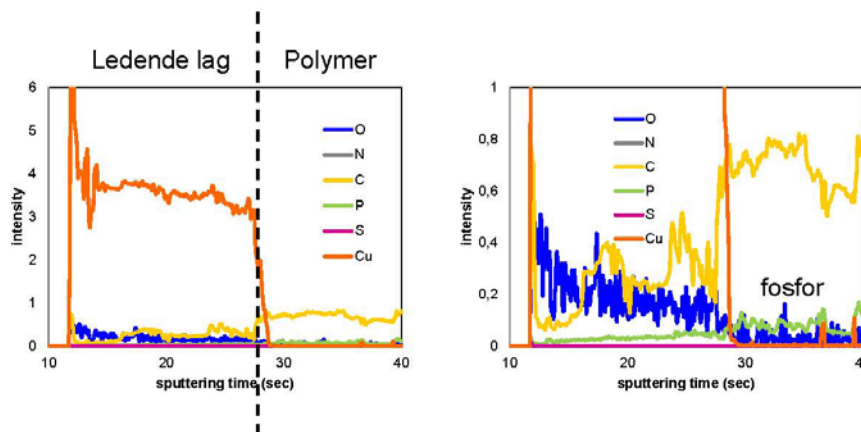 Ledende lag
Polymer
6
5
4
3
2
1
0
intensity
O
N
C
P
S
Cu
10
20
30
40
sputtering time (sec)
1
0,8
0,6
0,4
0,2
0
intensity
O
N
C
P
S
Cu
fosfor
10
20
30
40
sputtering time (sec)